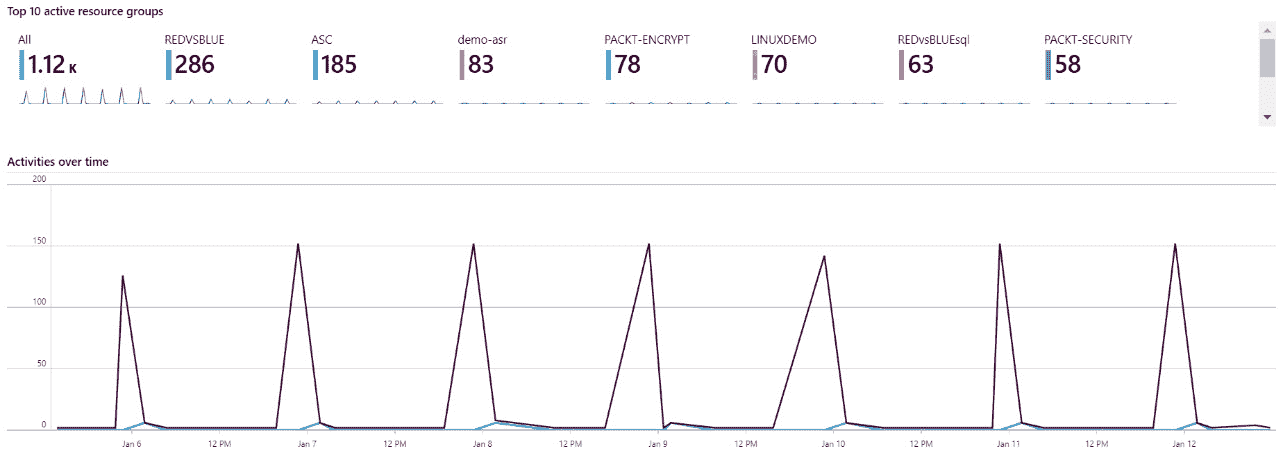 Top 10 active resource groups
All REDVSBLUE ASC demo-asr PACKT-ENCRYPT LINUXDEMO REDvsBLUEsql PACKT-SECURITY
1.12 K 286 185 83 78 70 63 58
Activities over time
200
150
100
50
0
Jan 6 12 PM Jan 7 12 PM Jan 8 12 PM Jan 9 12 PM Jan 10 12 PM Jan 11 12 PM Jan 12